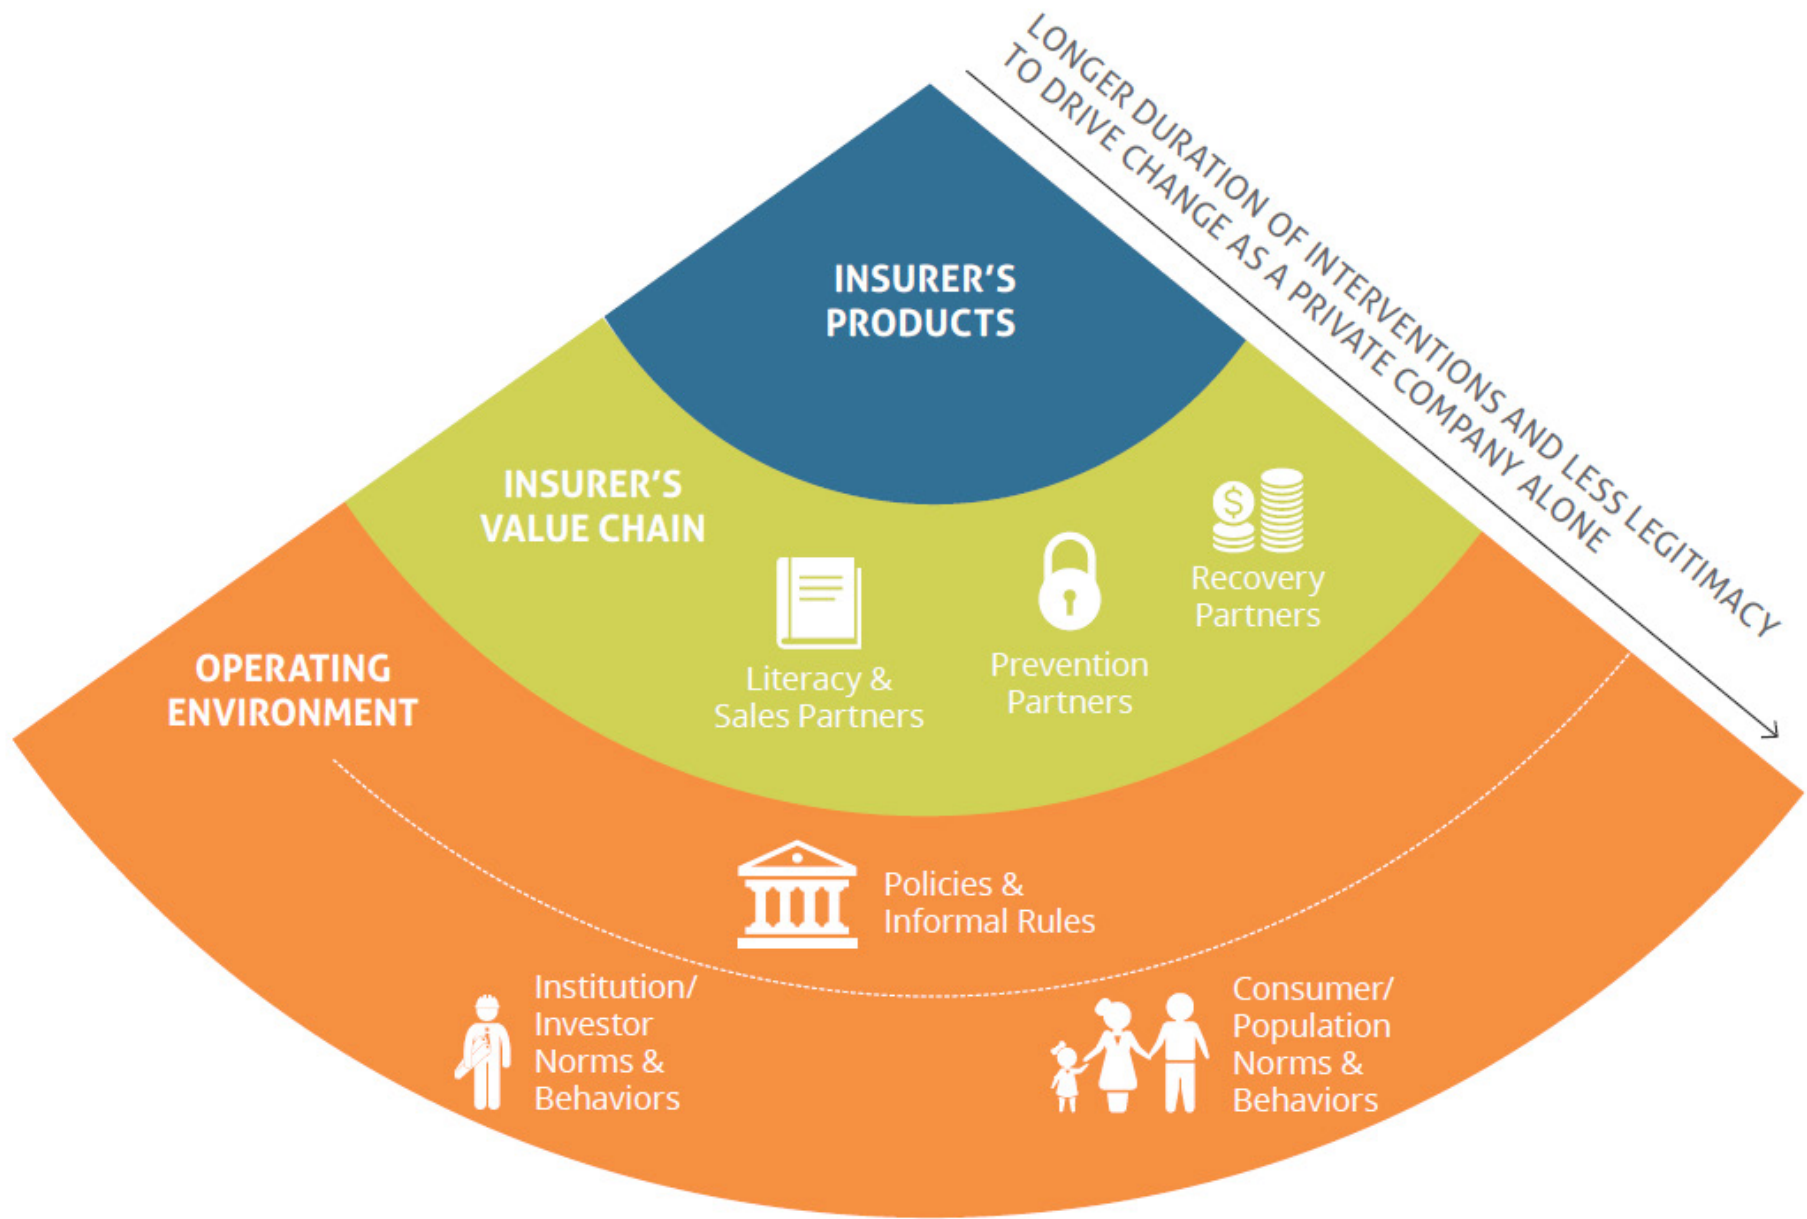 LONGER DURATION OF INTERVENTIONS AND LESS LEGITIMACY
TO DRIVE CHANGE AS A PRIVATE COMPANY ALONE
INSURER'S
PRODUCTS
INSURER'S
VALUE CHAIN
$
Recovery
Partners
Literacy &
Sales Partners
Prevention
Partners
OPERATING
ENVIRONMENT
Policies &
Informal Rules
Institution/
Investor
Norms &
Behaviors
Consumer/
Population
Norms &
Behaviors